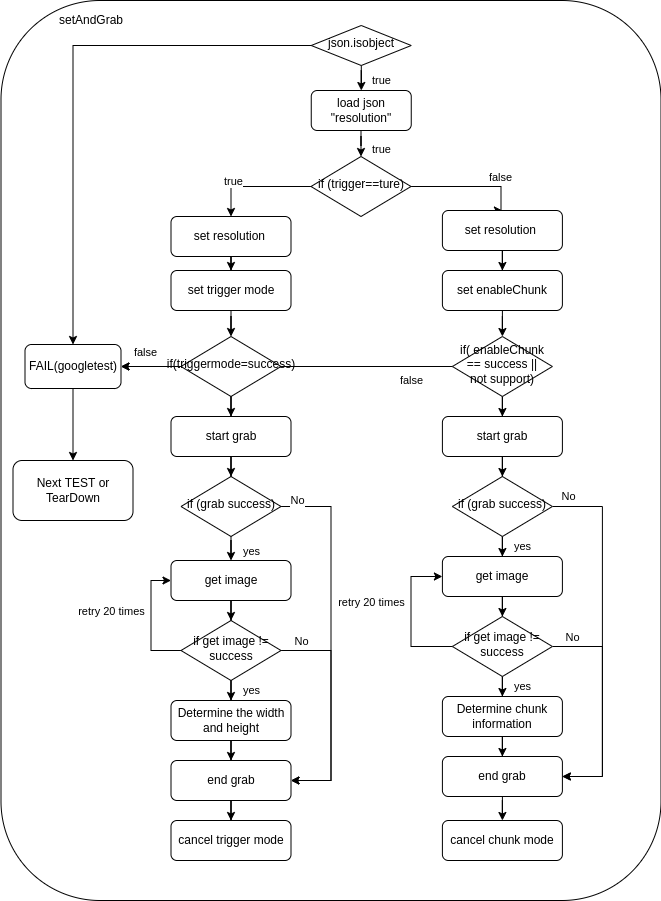 setAndGrab
json.isobject
true
load json
"resolution"
true
if (trigger==ture)
true
false
set resolution
set resolution
set trigger mode
set enableChunk
FAIL(googletest)
false
if(triggermode=success)
false
if( enableChunk
== success ||
not support)
Next TEST or
TearDown
start grab
start grab
if (grab success)
No
if (grab success)
No
yes
yes
get image
get image
retry 20 times
retry 20 times
if get image !=
success
No
if get image !=
success
No
yes
yes
Determine the width
and height
Determine chunk
information
end grab
end grab
cancel trigger mode
cancel chunk mode